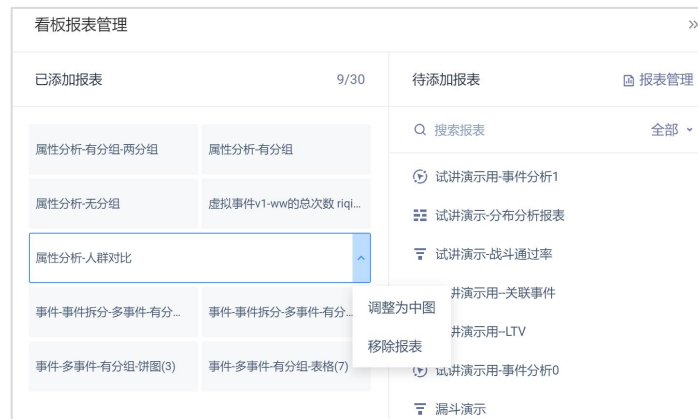 看板报表管理
已添加报表 9/30
待添加报表 报表管理
属性分析-有分组-两分组 属性分析-有分组
属性分析-无分组 虚拟事件v1-ww的总次数 riqi...
属性分析-人群对比
事件-事件拆分-多事件-有分... 事件-事件拆分-多事件-有分...
事件-多事件-有分组-饼图(3) 事件-多事件-有分组-表格(7)
调整为中图
移除报表
搜索报表 全部
试讲演示用-事件分析1
试讲演示-分布分析报表
试讲演示-战斗通过率
讲演示用--关联事件
讲演示用--LTV
试讲演示用-事件分析0
漏斗演示